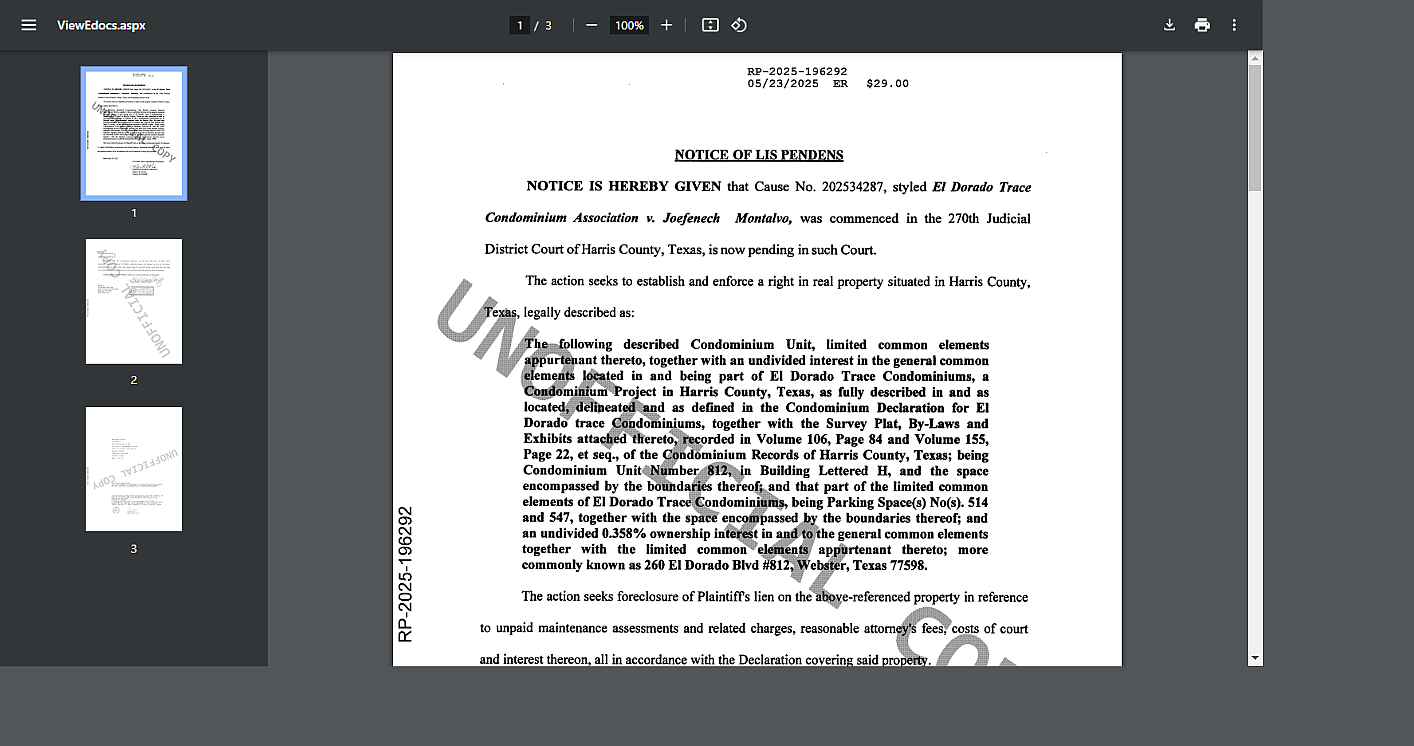 ViewEdocs.aspx
1 / 3
100%
1
2
3
RP-2025-196292
05/23/2025 ER $29.00
NOTICE OF LIS PENDENS
NOTICE IS HEREBY GIVEN that Cause No. 202534287, styled El Dorado Trace
Condominium Association v. Joefenech Montalvo, was commenced in the 270th Judicial
District Court of Harris County, Texas, is now pending in such Court.
The action seeks to establish and enforce a right in real property situated in Harris County,
Texas, legally described as:
The following described Condominium Unit, limited common elements
appurtenant thereto, together with an undivided interest in the general common
elements located in and being part of El Dorado Trace Condominiums, a
Condominium Project in Harris County, Texas, as fully described in and as
located, delineated and as defined in the Condominium Declaration for El
Dorado trace Condominiums, together with the Survey Plat, By-Laws and
Exhibits attached thereto, recorded in Volume 106, Page 84 and Volume 155,
Page 22, et seq., of the Condominium Records of Harris County, Texas; being
Condominium Unit Number 812, in Building Lettered H, and the space
encompassed by the boundaries thereof; and that part of the limited common
elements of El Dorado Trace Condominiums, being Parking Space(s) No(s). 514
and 547, together with the space encompassed by the boundaries thereof; and
an undivided 0.358% ownership interest in and to the general common elements
together with the limited common elements appurtenant thereto; more
commonly known as 260 El Dorado Blvd #812, Webster, Texas 77598.
The action seeks foreclosure of Plaintiff's lien on the above-referenced property in reference
to unpaid maintenance assessments and related charges, reasonable attorney's fees, costs of court
and interest thereon, all in accordance with the Declaration covering said property.
RP-2025-196292
UNOFFICIAL COPY